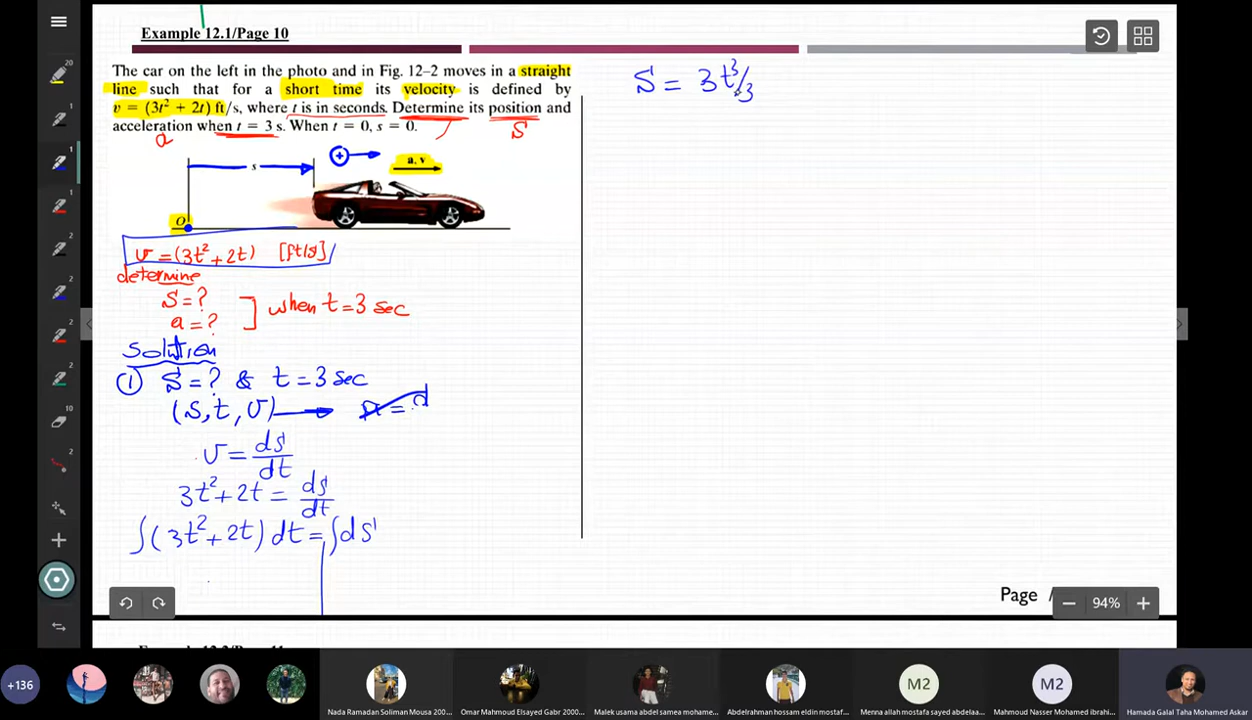 Example 12.1/Page 10
The car on the left in the photo and in Fig. 12–2 moves in a straight
line such that for a short time its velocity is defined by
v = (3t² + 2t) ft/s, where t is in seconds. Determine its position and
acceleration when t = 3 s. When t = 0, s = 0.
a
S
s
a, v
O
v = (3t² + 2t) [ft/s]
determine
S = ?
a = ?
] when t = 3 sec
Solution
① S = ? & t = 3 sec
(S, t, v)
v = ds/dt
3t² + 2t = ds/dt
∫(3t² + 2t) dt = ∫ds
S = 3t³/3
Page
94%
+136
Nada Ramadan Soliman Mousa 200...
Omar Mahmoud Elsayed Gabr 2000...
Malek usama abdel samea mohame...
Abdelrahman hossam eldin mostaf...
M2
Menna allah mostafa sayed abdelaa...
M2
Mahmoud Nasser Mohamed ibrahi...
Hamada Galal Taha Mohamed Askar